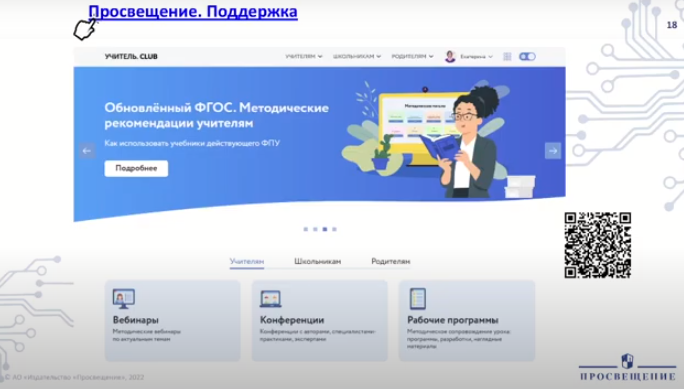 Просвещение. Поддержка
18
УЧИТЕЛЬ. CLUB
УЧИТЕЛЯМ
ШКОЛЬНИКАМ
РОДИТЕЛЯМ
Екатерина
Обновлённый ФГОС. Методические
рекомендации учителям
Как использовать учебники действующего ФПУ
Подробнее
Методические письма
Учителям
Школьникам
Родителям
Вебинары
Методические вебинары
по актуальным темам
Конференции
Конференции с авторами, специалистами-
практиками, экспертами
Рабочие программы
Методическое сопровождение урока:
программы, разработки, наглядные
материалы
© АО «Издательство «Просвещение», 2022
ПРОСВЕЩЕНИЕ